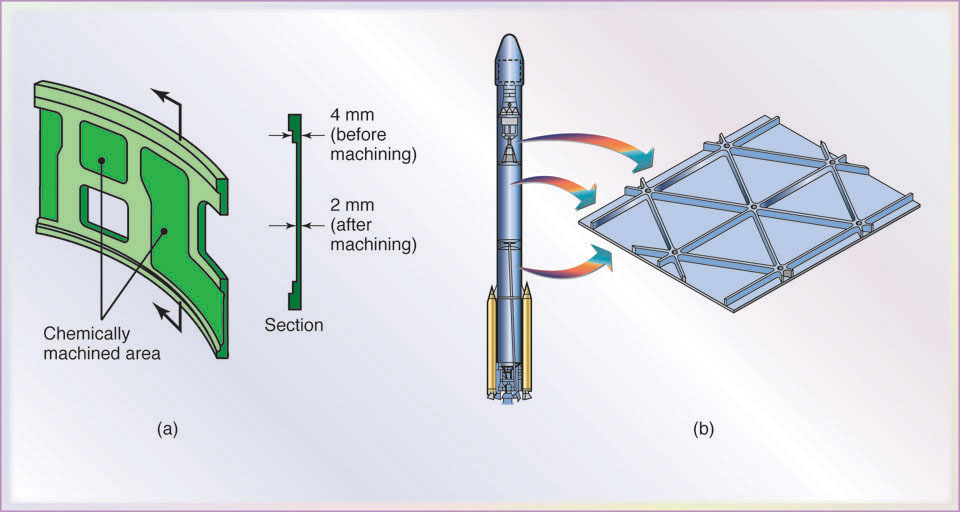 4 mm
(before
machining)
2 mm
(after
machining)
Section
Chemically
machined area
(a)
(b)